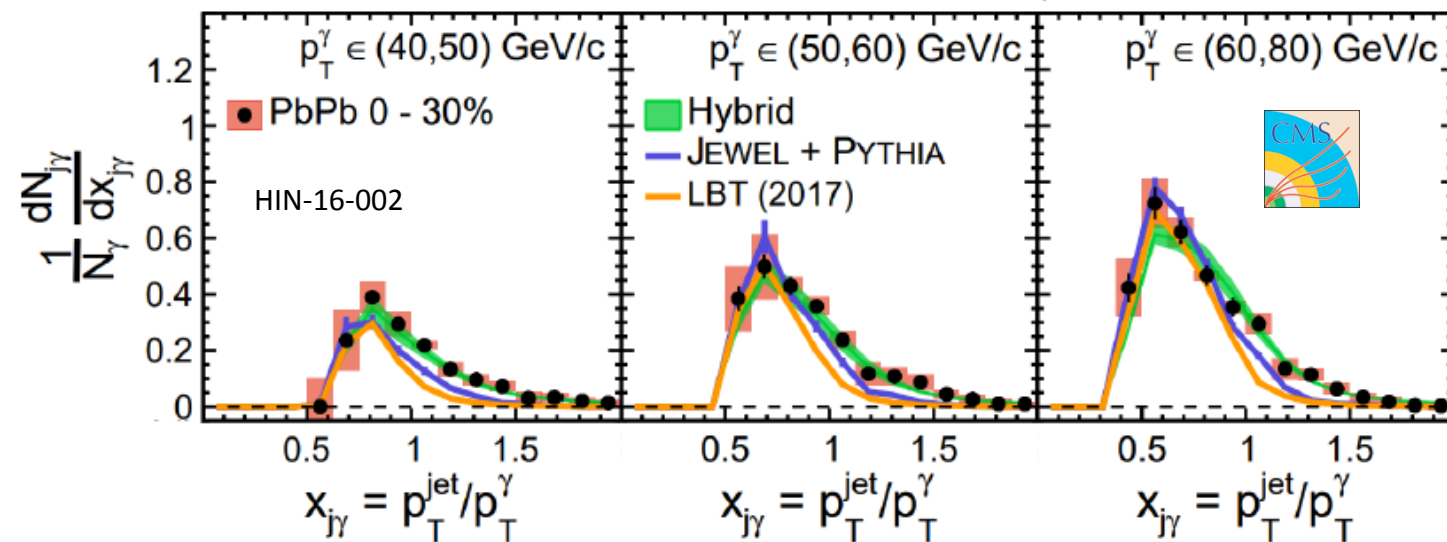 p_T^γ ∈ (40,50) GeV/c
p_T^γ ∈ (50,60) GeV/c
p_T^γ ∈ (60,80) GeV/c
PbPb 0 - 30%
Hybrid
JEWEL + PYTHIA
LBT (2017)
HIN-16-002
CMS
1/N_γ dN_jγ/dx_jγ
1.2
1
0.8
0.6
0.4
0.2
0
0.5 1 1.5
0.5 1 1.5
0.5 1 1.5
x_jγ = p_T^jet/p_T^γ
x_jγ = p_T^jet/p_T^γ
x_jγ = p_T^jet/p_T^γ